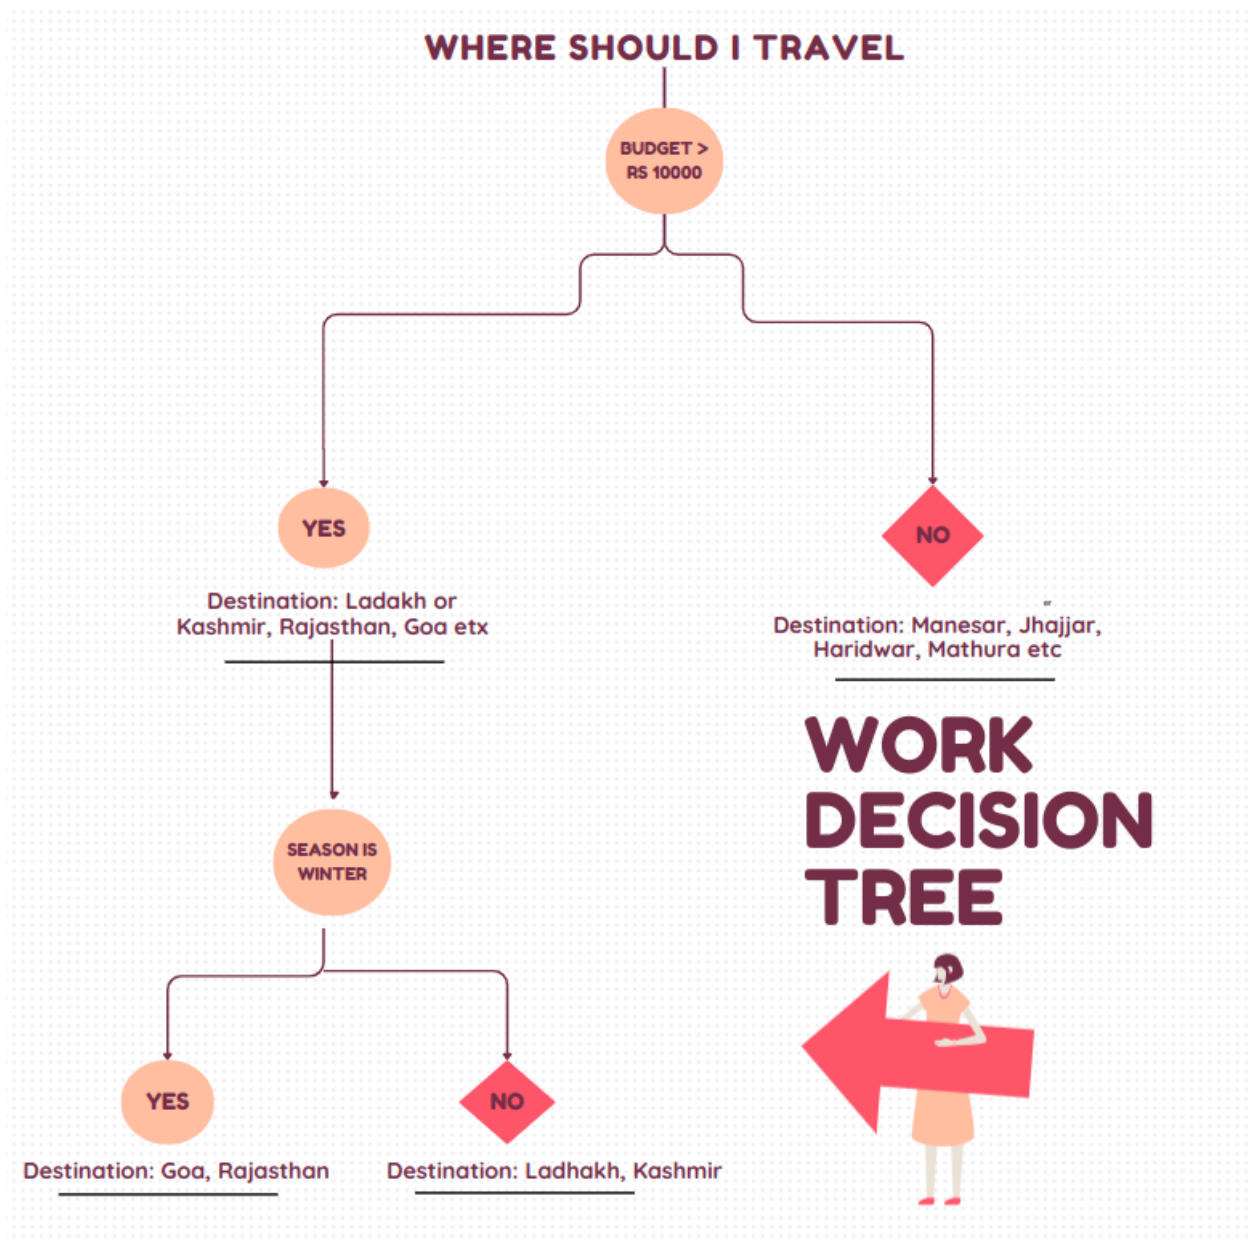 WHERE SHOULD I TRAVEL
BUDGET >
RS 10000
YES
NO
Destination: Ladakh or
Kashmir, Rajasthan, Goa etx
or
Destination: Manesar, Jhajjar,
Haridwar, Mathura etc
WORK
DECISION
TREE
SEASON IS
WINTER
YES
NO
Destination: Goa, Rajasthan
Destination: Ladhakh, Kashmir